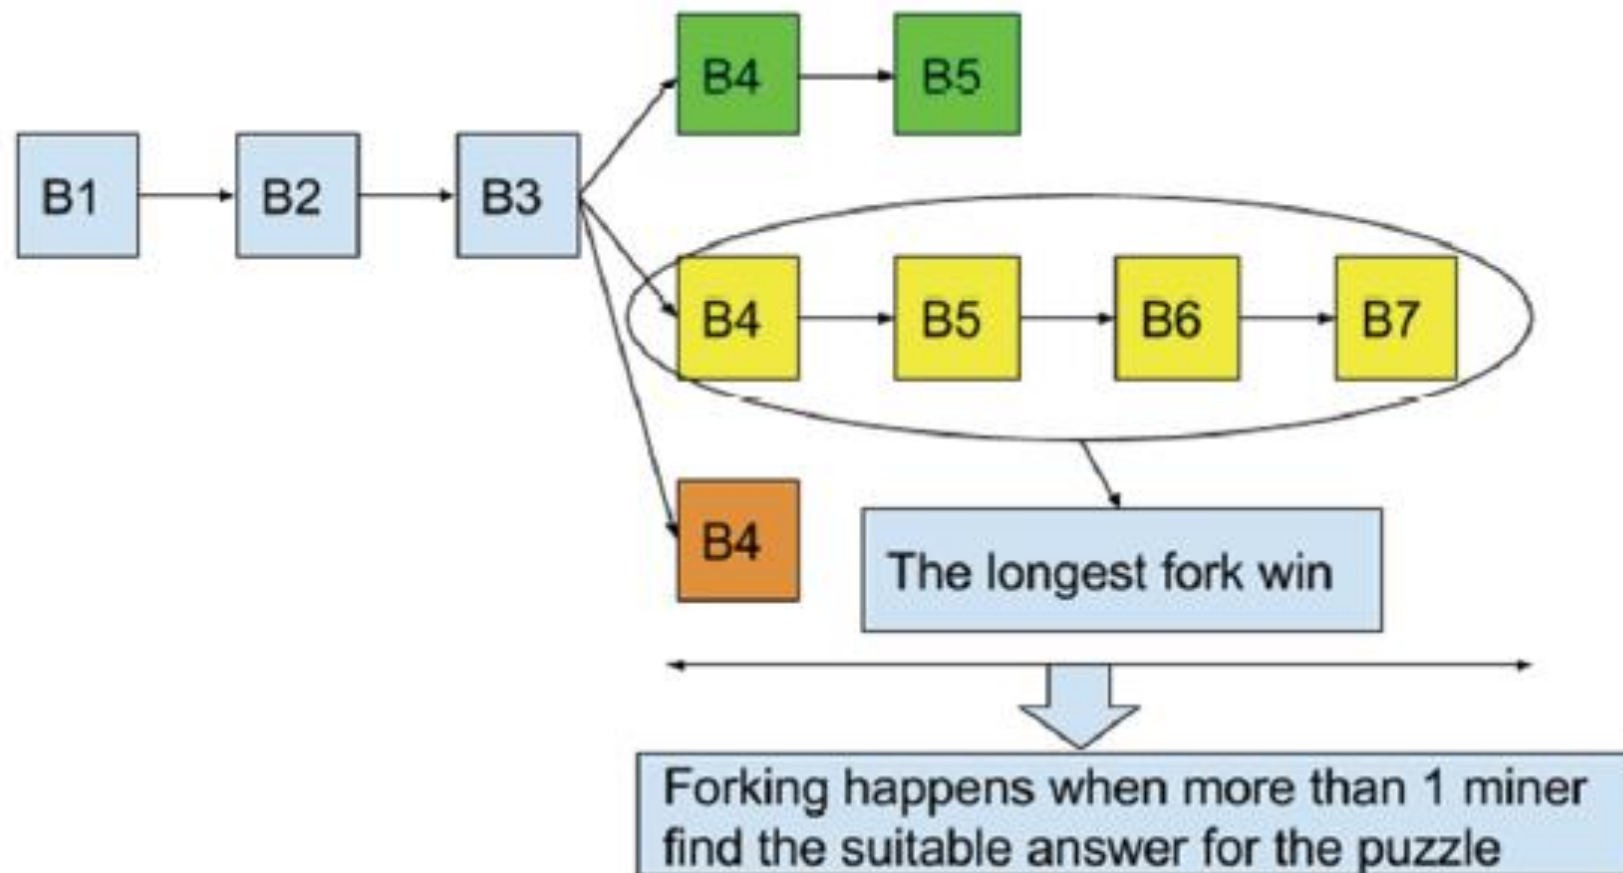 B4
B5
B1
B2
B3
B4
B5
B6
B7
B4
The longest fork win
Forking happens when more than 1 miner
find the suitable answer for the puzzle